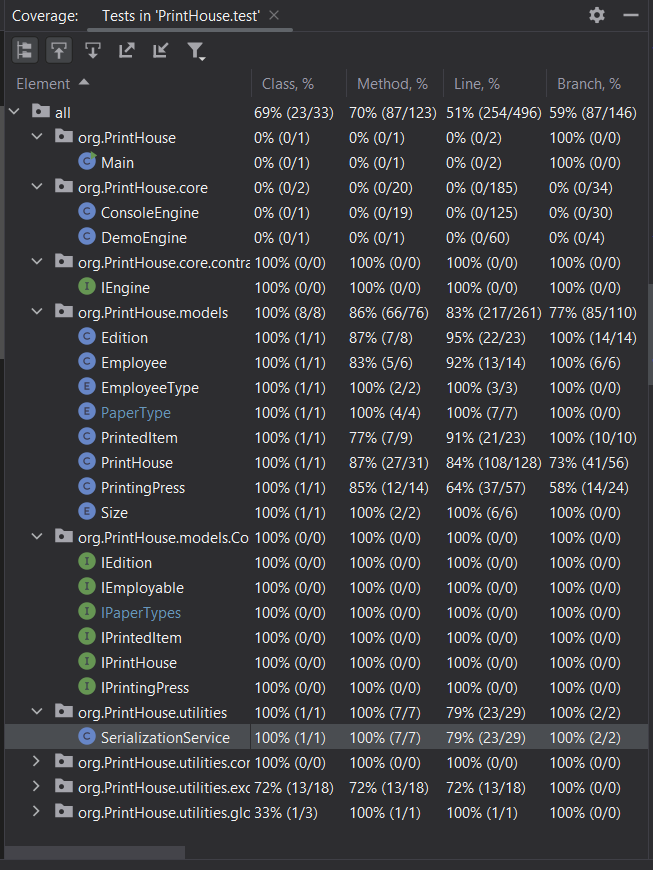 Coverage: Tests in 'PrintHouse.test' ×
Element Class, % Method, % Line, % Branch, %
all 69% (23/33) 70% (87/123) 51% (254/496) 59% (87/146)
org.PrintHouse 0% (0/1) 0% (0/1) 0% (0/2) 100% (0/0)
C Main 0% (0/1) 0% (0/1) 0% (0/2) 100% (0/0)
org.PrintHouse.core 0% (0/2) 0% (0/20) 0% (0/185) 0% (0/34)
C ConsoleEngine 0% (0/1) 0% (0/19) 0% (0/125) 0% (0/30)
C DemoEngine 0% (0/1) 0% (0/1) 0% (0/60) 0% (0/4)
org.PrintHouse.core.contra 100% (0/0) 100% (0/0) 100% (0/0) 100% (0/0)
I IEngine 100% (0/0) 100% (0/0) 100% (0/0) 100% (0/0)
org.PrintHouse.models 100% (8/8) 86% (66/76) 83% (217/261) 77% (85/110)
C Edition 100% (1/1) 87% (7/8) 95% (22/23) 100% (14/14)
C Employee 100% (1/1) 83% (5/6) 92% (13/14) 100% (6/6)
E EmployeeType 100% (1/1) 100% (2/2) 100% (3/3) 100% (0/0)
E PaperType 100% (1/1) 100% (4/4) 100% (7/7) 100% (0/0)
C PrintedItem 100% (1/1) 77% (7/9) 91% (21/23) 100% (10/10)
C PrintHouse 100% (1/1) 87% (27/31) 84% (108/128) 73% (41/56)
C PrintingPress 100% (1/1) 85% (12/14) 64% (37/57) 58% (14/24)
E Size 100% (1/1) 100% (2/2) 100% (6/6) 100% (0/0)
org.PrintHouse.models.Co 100% (0/0) 100% (0/0) 100% (0/0) 100% (0/0)
I IEdition 100% (0/0) 100% (0/0) 100% (0/0) 100% (0/0)
I IEmployable 100% (0/0) 100% (0/0) 100% (0/0) 100% (0/0)
I IPaperTypes 100% (0/0) 100% (0/0) 100% (0/0) 100% (0/0)
I IPrintedItem 100% (0/0) 100% (0/0) 100% (0/0) 100% (0/0)
I IPrintHouse 100% (0/0) 100% (0/0) 100% (0/0) 100% (0/0)
I IPrintingPress 100% (0/0) 100% (0/0) 100% (0/0) 100% (0/0)
org.PrintHouse.utilities 100% (1/1) 100% (7/7) 79% (23/29) 100% (2/2)
C SerializationService 100% (1/1) 100% (7/7) 79% (23/29) 100% (2/2)
org.PrintHouse.utilities.cor 100% (0/0) 100% (0/0) 100% (0/0) 100% (0/0)
org.PrintHouse.utilities.exc 72% (13/18) 72% (13/18) 72% (13/18) 100% (0/0)
org.PrintHouse.utilities.glo 33% (1/3) 100% (1/1) 100% (1/1) 100% (0/0)